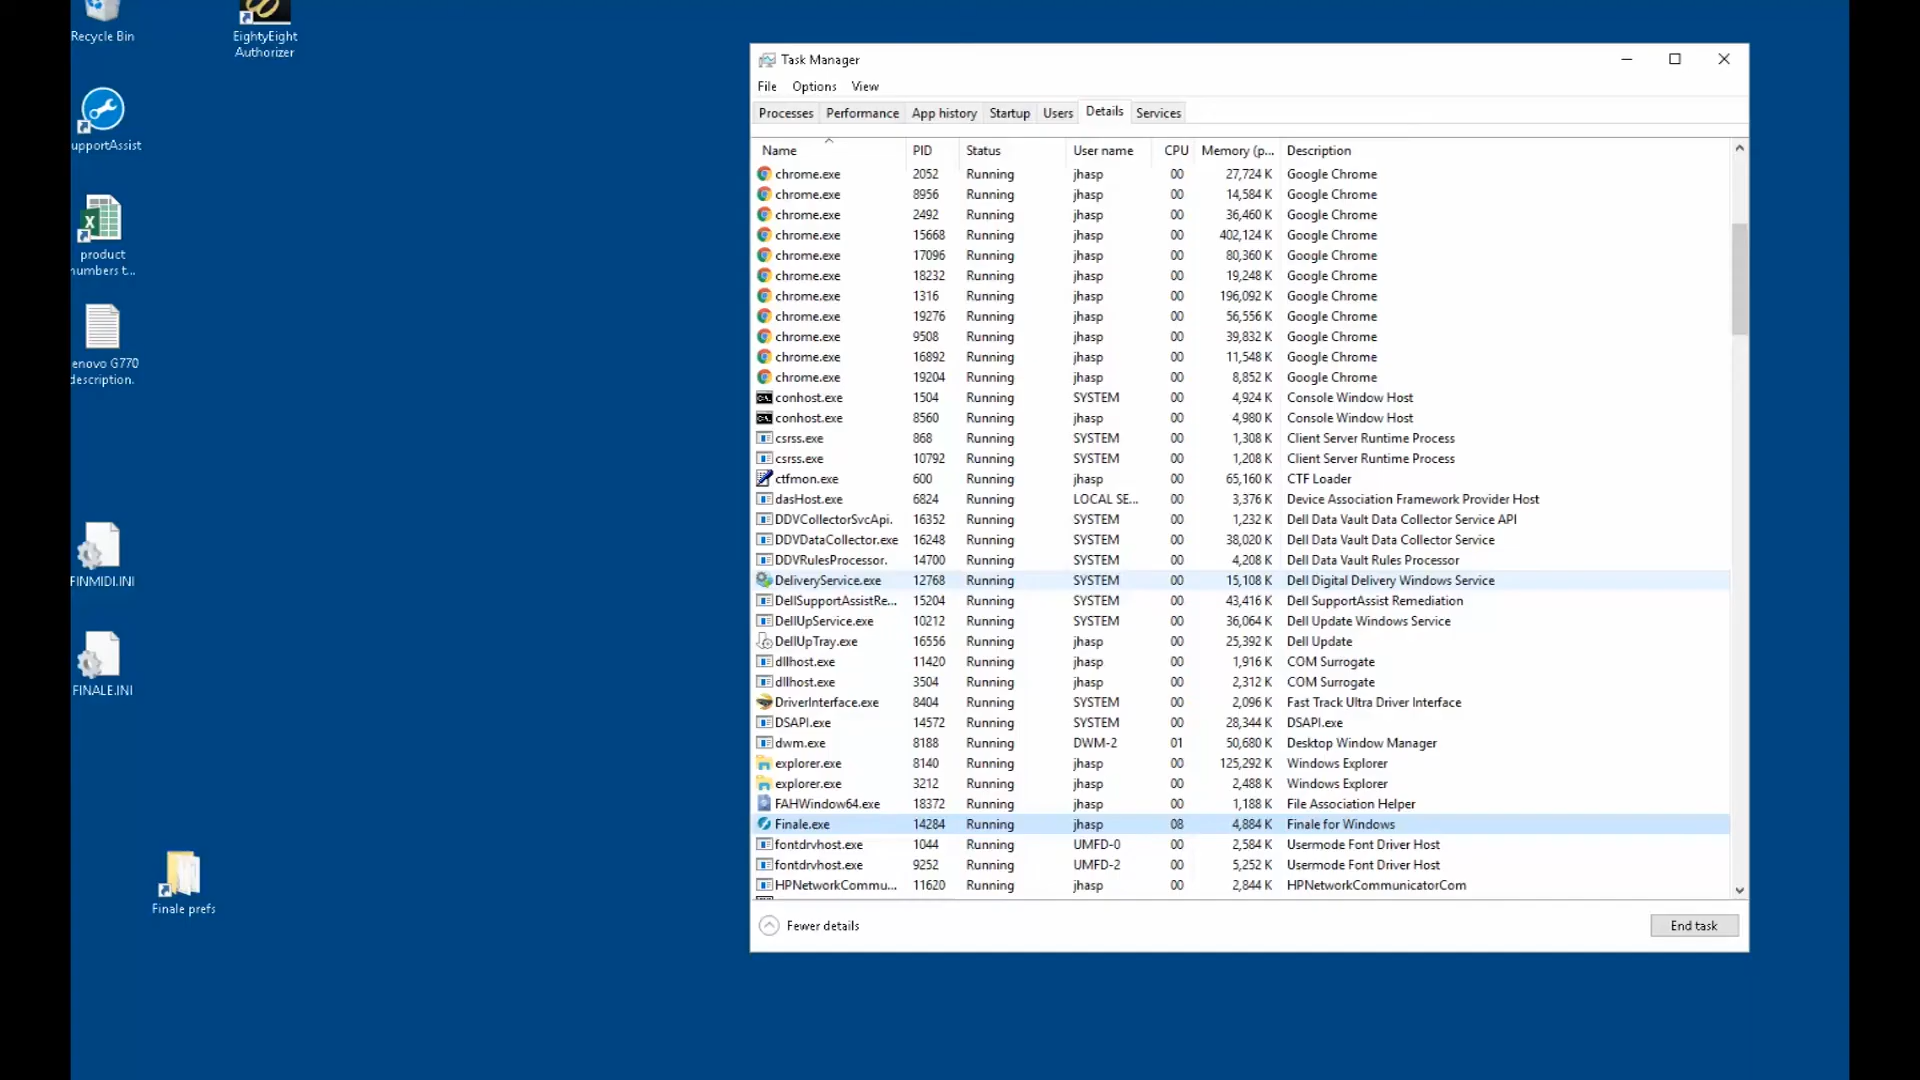 Recycle Bin
EightyEight
Authorizer
upportAssist
product
numbers t...
enovo G770
description.
FINMIDI.INI
FINALE.INI
Finale prefs
Task Manager
File Options View
Processes Performance App history Startup Users Details Services
Name PID Status User name CPU Memory (p... Description
chrome.exe 2052 Running jhasp 00 27,724 K Google Chrome
chrome.exe 8956 Running jhasp 00 14,584 K Google Chrome
chrome.exe 2492 Running jhasp 00 36,460 K Google Chrome
chrome.exe 15668 Running jhasp 00 402,124 K Google Chrome
chrome.exe 17096 Running jhasp 00 80,360 K Google Chrome
chrome.exe 18232 Running jhasp 00 19,248 K Google Chrome
chrome.exe 1316 Running jhasp 00 196,092 K Google Chrome
chrome.exe 19276 Running jhasp 00 56,556 K Google Chrome
chrome.exe 9508 Running jhasp 00 39,832 K Google Chrome
chrome.exe 16892 Running jhasp 00 11,548 K Google Chrome
chrome.exe 19204 Running jhasp 00 8,852 K Google Chrome
conhost.exe 1504 Running SYSTEM 00 4,924 K Console Window Host
conhost.exe 8560 Running jhasp 00 4,980 K Console Window Host
csrss.exe 868 Running SYSTEM 00 1,308 K Client Server Runtime Process
csrss.exe 10792 Running SYSTEM 00 1,208 K Client Server Runtime Process
ctfmon.exe 600 Running jhasp 00 65,160 K CTF Loader
dasHost.exe 6824 Running LOCAL SE... 00 3,376 K Device Association Framework Provider Host
DDVCollectorSvcApi. 16352 Running SYSTEM 00 1,232 K Dell Data Vault Data Collector Service API
DDVDataCollector.exe 16248 Running SYSTEM 00 38,020 K Dell Data Vault Data Collector Service
DDVRulesProcessor. 14700 Running SYSTEM 00 4,208 K Dell Data Vault Rules Processor
DeliveryService.exe 12768 Running SYSTEM 00 15,108 K Dell Digital Delivery Windows Service
DellSupportAssistRe... 15204 Running SYSTEM 00 43,416 K Dell SupportAssist Remediation
DellUpService.exe 10212 Running SYSTEM 00 36,064 K Dell Update Windows Service
DellUpTray.exe 16556 Running jhasp 00 25,392 K Dell Update
dllhost.exe 11420 Running jhasp 00 1,916 K COM Surrogate
dllhost.exe 3504 Running jhasp 00 2,312 K COM Surrogate
DriverInterface.exe 8404 Running SYSTEM 00 2,096 K Fast Track Ultra Driver Interface
DSAPI.exe 14572 Running SYSTEM 00 28,344 K DSAPI.exe
dwm.exe 8188 Running DWM-2 01 50,680 K Desktop Window Manager
explorer.exe 8140 Running jhasp 00 125,292 K Windows Explorer
explorer.exe 3212 Running jhasp 00 2,488 K Windows Explorer
FAHWindow64.exe 18372 Running jhasp 00 1,188 K File Association Helper
Finale.exe 14284 Running jhasp 08 4,884 K Finale for Windows
fontdrvhost.exe 1044 Running UMFD-0 00 2,584 K Usermode Font Driver Host
fontdrvhost.exe 9252 Running UMFD-2 00 5,252 K Usermode Font Driver Host
HPNetworkCommu... 11620 Running jhasp 00 2,844 K HPNetworkCommunicatorCom
Fewer details
End task